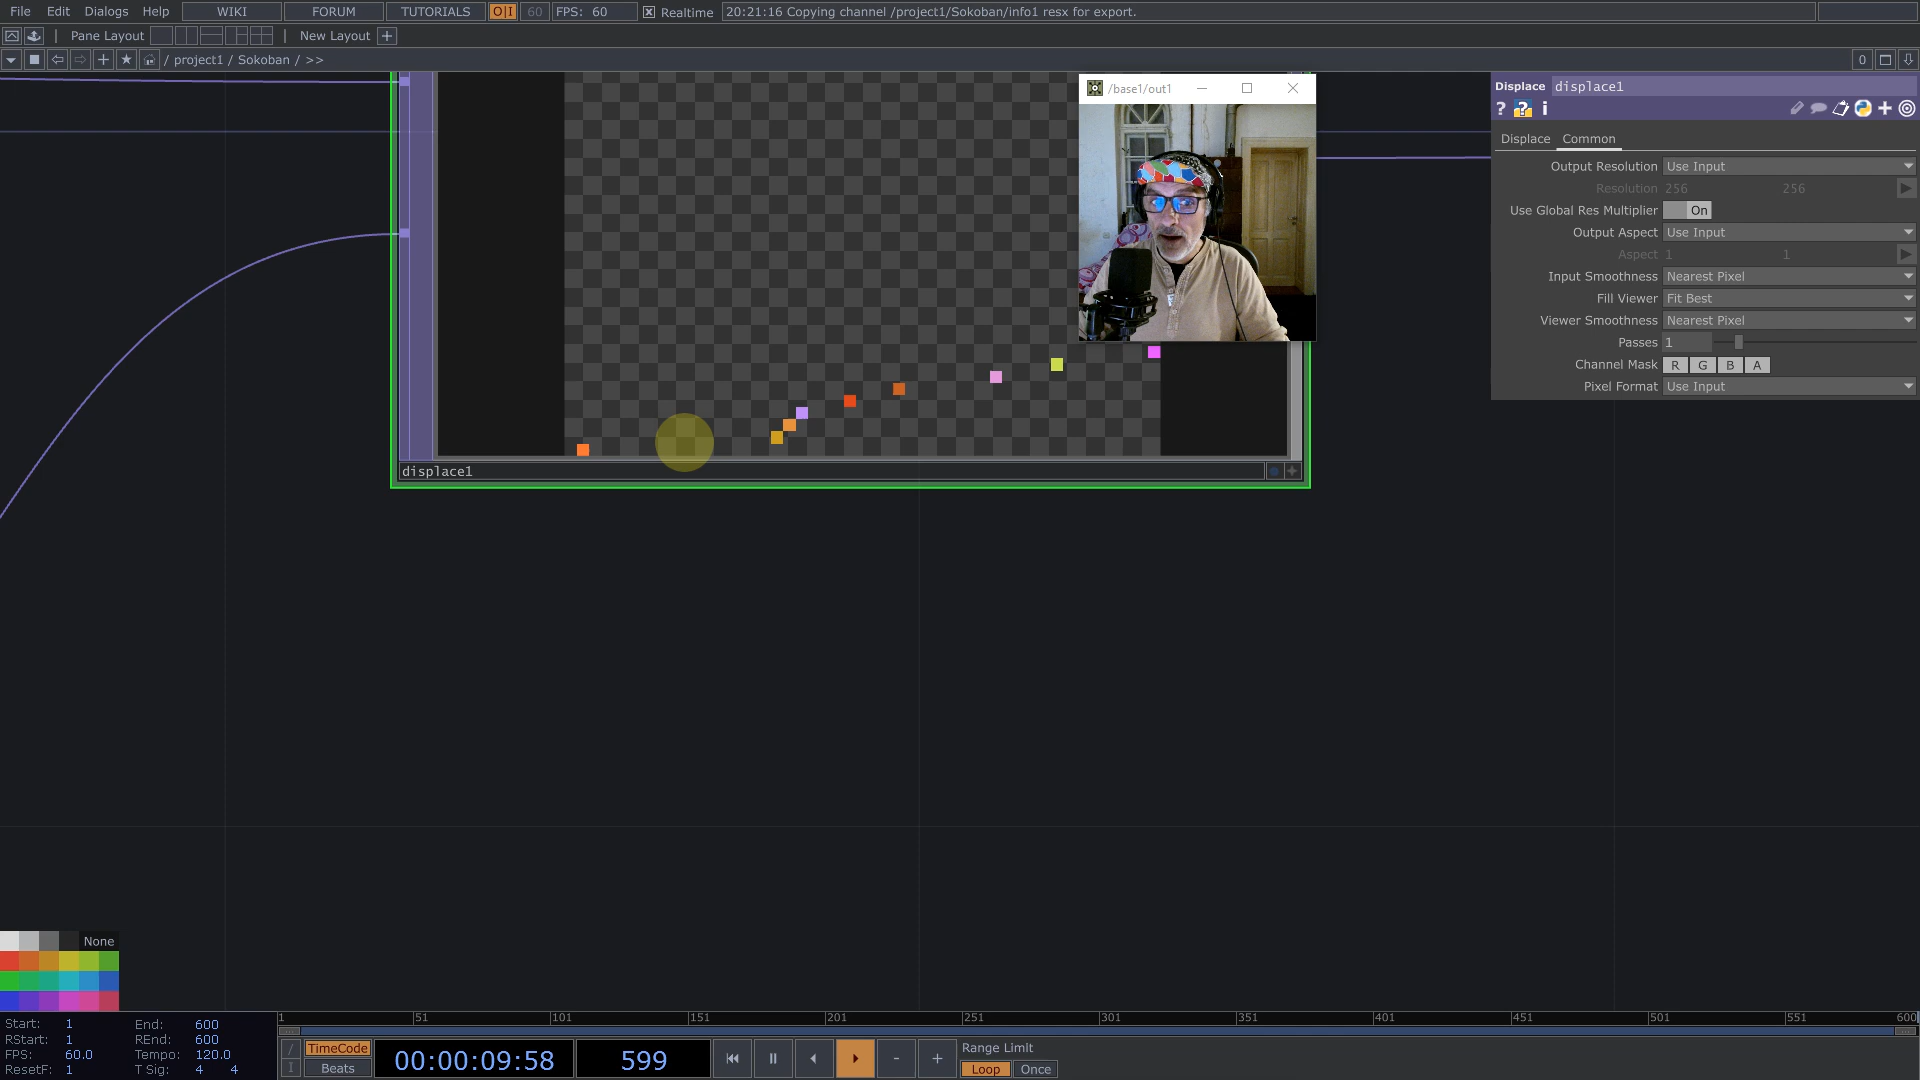 File Edit Dialogs Help WIKI FORUM TUTORIALS O|I 60 FPS: 60 Realtime 20:21:16 Copying channel /project1/Sokoban/info1 resx for export.
Pane Layout New Layout +
/ project1 / Sokoban / >> 0
/base1/out1
Displace displace1
? ? i
Displace Common
Output Resolution Use Input
Resolution 256 256
Use Global Res Multiplier On
Output Aspect Use Input
Aspect 1 1
Input Smoothness Nearest Pixel
Fill Viewer Fit Best
Viewer Smoothness Nearest Pixel
Passes 1
Channel Mask R G B A
Pixel Format Use Input
displace1
None
Start: 1 End: 600
RStart: 1 REnd: 600
FPS: 60.0 Tempo: 120.0
ResetF: 1 T Sig: 4 4
1 51 101 151 201 251 301 351 401 451 501 551 600
/ TimeCode
I Beats
00:00:09:58 599
- +
Range Limit
Loop Once